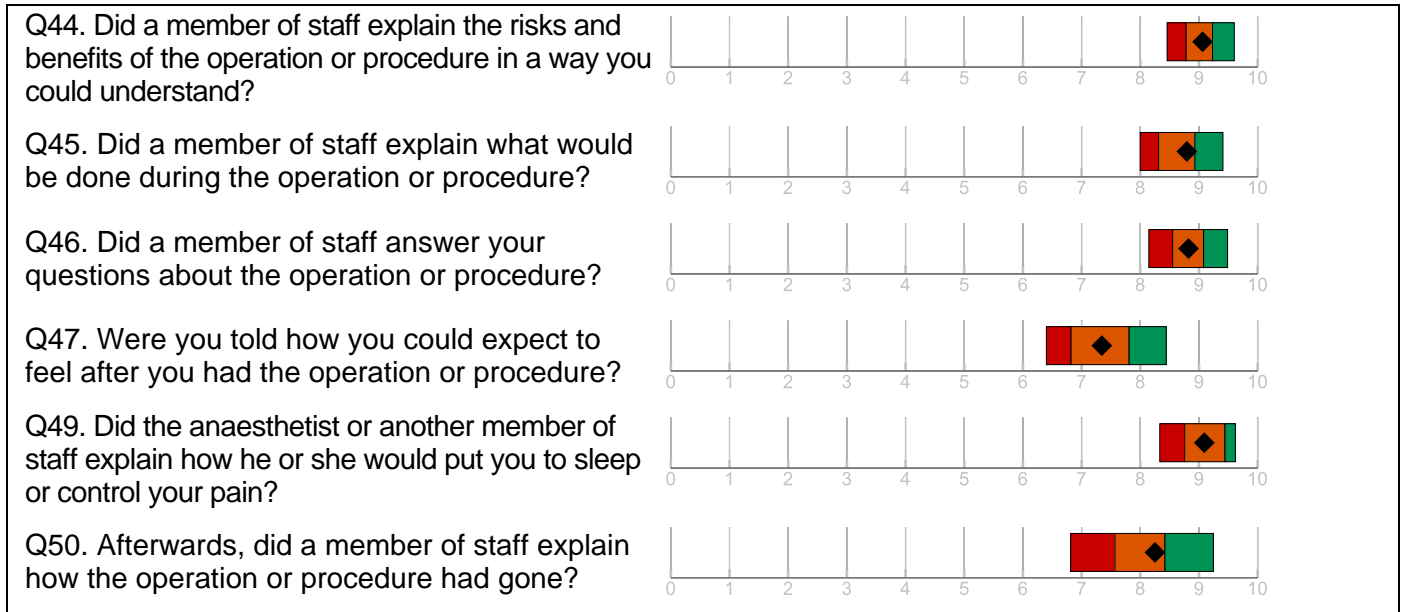 Q44. Did a member of staff explain the risks and
benefits of the operation or procedure in a way you
could understand?
0 1 2 3 4 5 6 7 8 9 10
Q45. Did a member of staff explain what would
be done during the operation or procedure?
0 1 2 3 4 5 6 7 8 9 10
Q46. Did a member of staff answer your
questions about the operation or procedure?
0 1 2 3 4 5 6 7 8 9 10
Q47. Were you told how you could expect to
feel after you had the operation or procedure?
0 1 2 3 4 5 6 7 8 9 10
Q49. Did the anaesthetist or another member of
staff explain how he or she would put you to sleep
or control your pain?
0 1 2 3 4 5 6 7 8 9 10
Q50. Afterwards, did a member of staff explain
how the operation or procedure had gone?
0 1 2 3 4 5 6 7 8 9 10